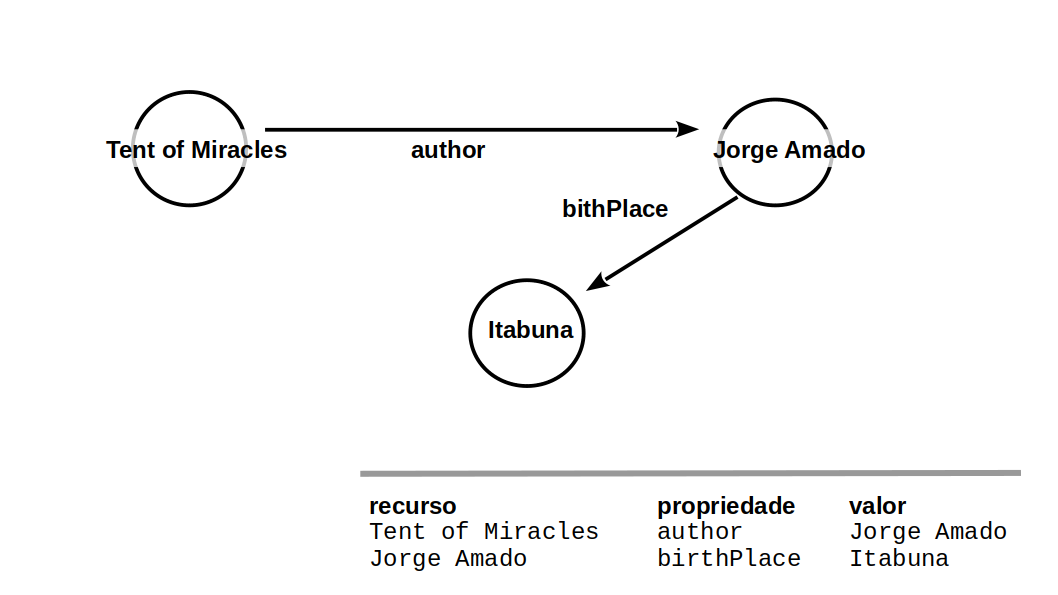 Tent of Miracles
author
Jorge Amado
bithPlace
Itabuna
recurso propriedade valor
Tent of Miracles author Jorge Amado
Jorge Amado birthPlace Itabuna